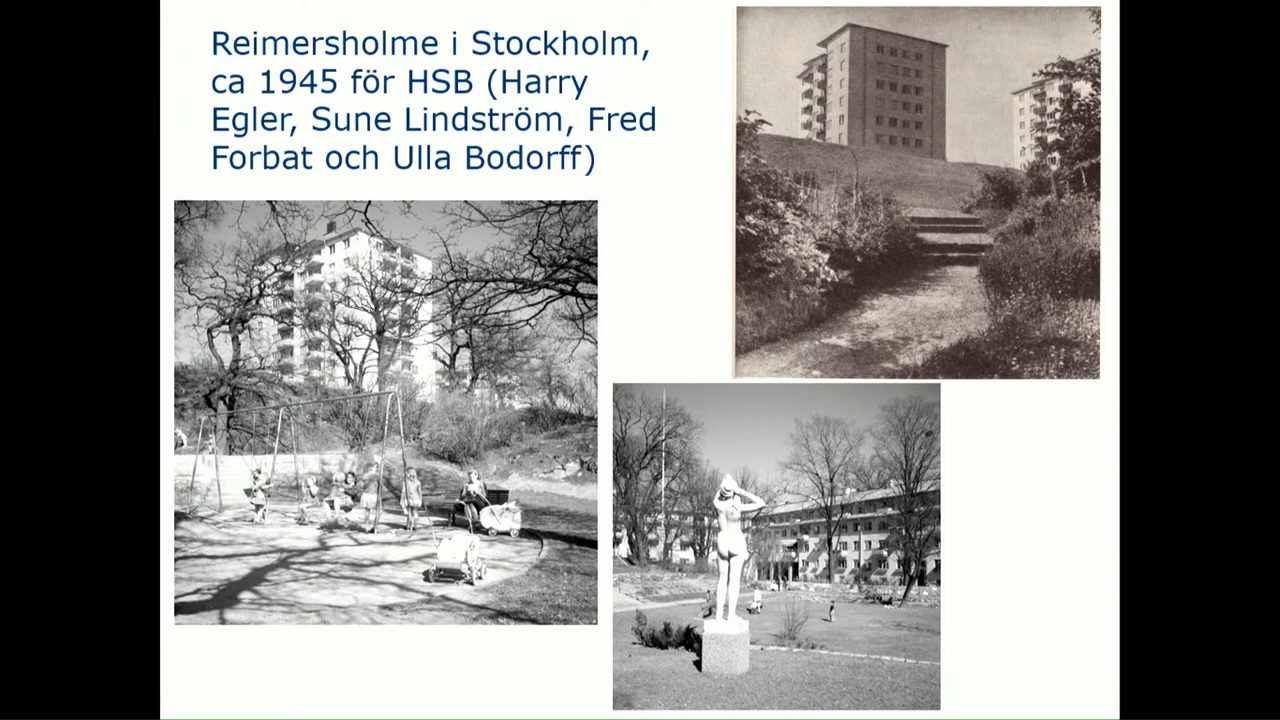 Reimersholme i Stockholm,
ca 1945 för HSB (Harry
Egler, Sune Lindström, Fred
Forbat och Ulla Bodorff)